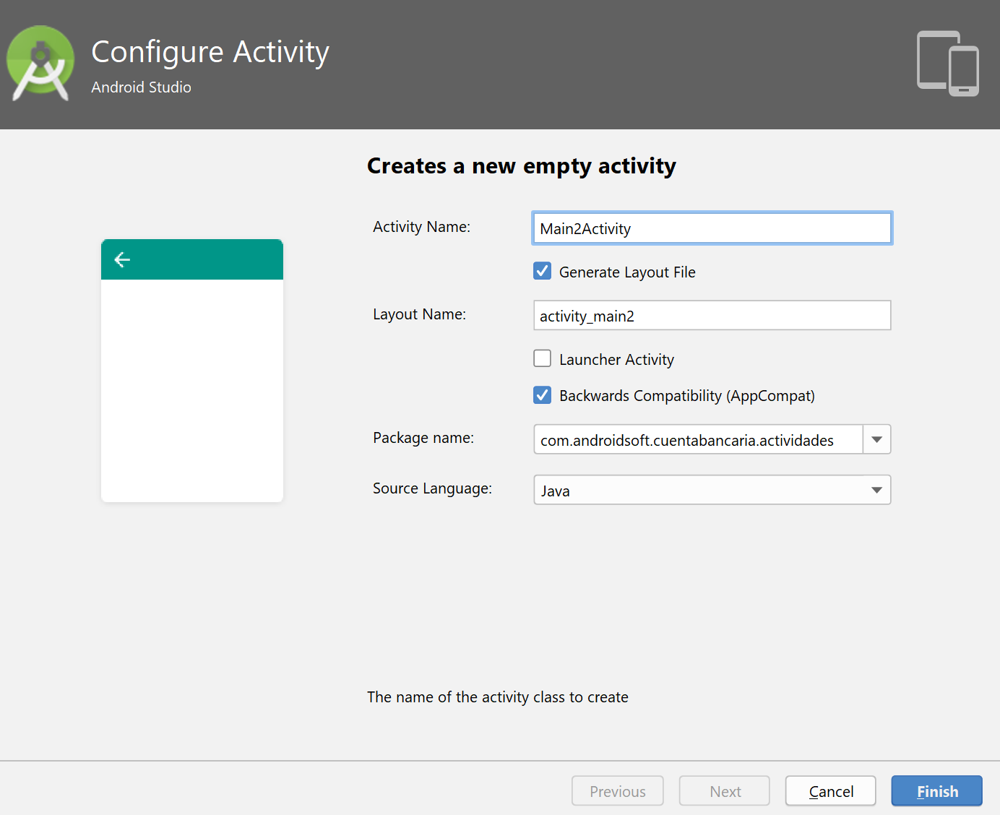 Configure Activity
Android Studio
Creates a new empty activity
Activity Name: Main2Activity
Generate Layout File
Layout Name: activity_main2
Launcher Activity
Backwards Compatibility (AppCompat)
Package name: com.androidsoft.cuentabancaria.actividades
Source Language: Java
The name of the activity class to create
Previous Next Cancel Finish